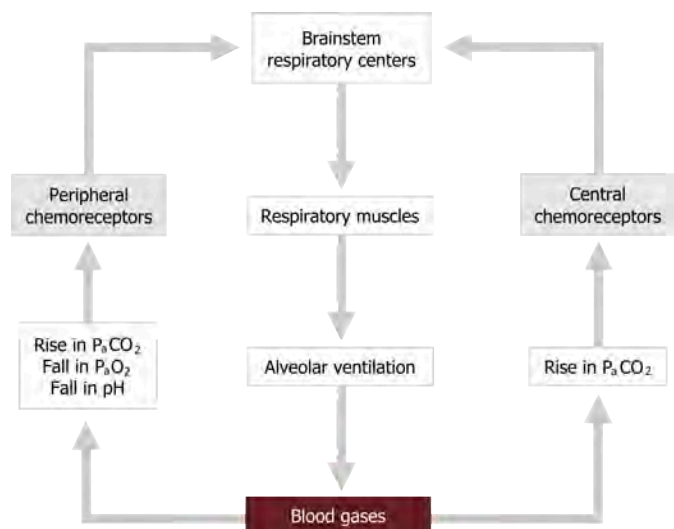 Brainstem
respiratory centers
Peripheral
chemoreceptors
Respiratory muscles
Central
chemoreceptors
Rise in PₐCO₂
Fall in PₐO₂
Fall in pH
Alveolar ventilation
Rise in PₐCO₂
Blood gases